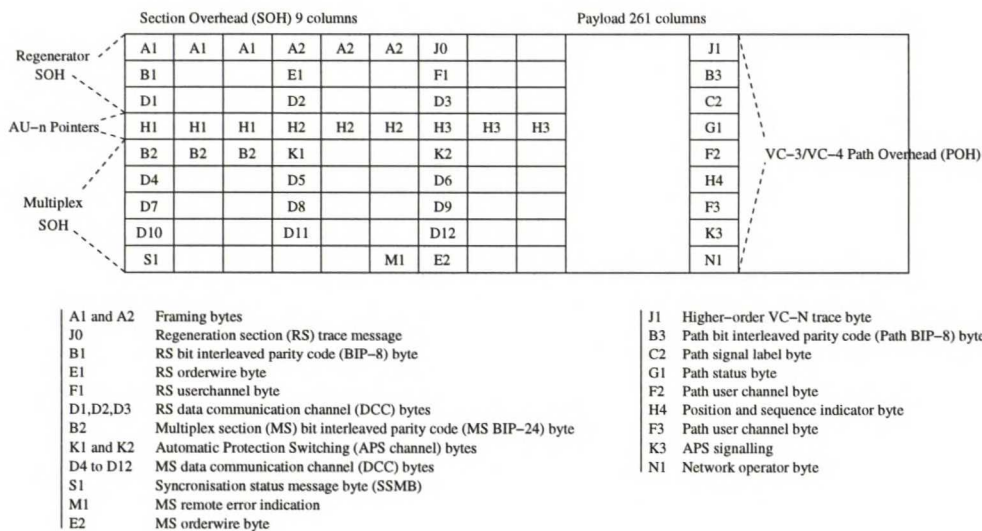 Section Overhead (SOH) 9 columns Payload 261 columns
Regenerator SOH
AU−n Pointers
Multiplex SOH
A1 A1 A1 A2 A2 A2 J0 J1
B1 E1 F1 B3
D1 D2 D3 C2
H1 H1 H1 H2 H2 H2 H3 H3 H3 G1
B2 B2 B2 K1 K2 F2 VC−3/VC−4 Path Overhead (POH)
D4 D5 D6 H4
D7 D8 D9 F3
D10 D11 D12 K3
S1 M1 E2 N1
A1 and A2 Framing bytes
J0 Regeneration section (RS) trace message
B1 RS bit interleaved parity code (BIP−8) byte
E1 RS orderwire byte
F1 RS userchannel byte
D1,D2,D3 RS data communication channel (DCC) bytes
B2 Multiplex section (MS) bit interleaved parity code (MS BIP−24) byte
K1 and K2 Automatic Protection Switching (APS channel) bytes
D4 to D12 MS data communication channel (DCC) bytes
S1 Syncronisation status message byte (SSMB)
M1 MS remote error indication
E2 MS orderwire byte
J1 Higher−order VC−N trace byte
B3 Path bit interleaved parity code (Path BIP−8) byte
C2 Path signal label byte
G1 Path status byte
F2 Path user channel byte
H4 Position and sequence indicator byte
F3 Path user channel byte
K3 APS signalling
N1 Network operator byte